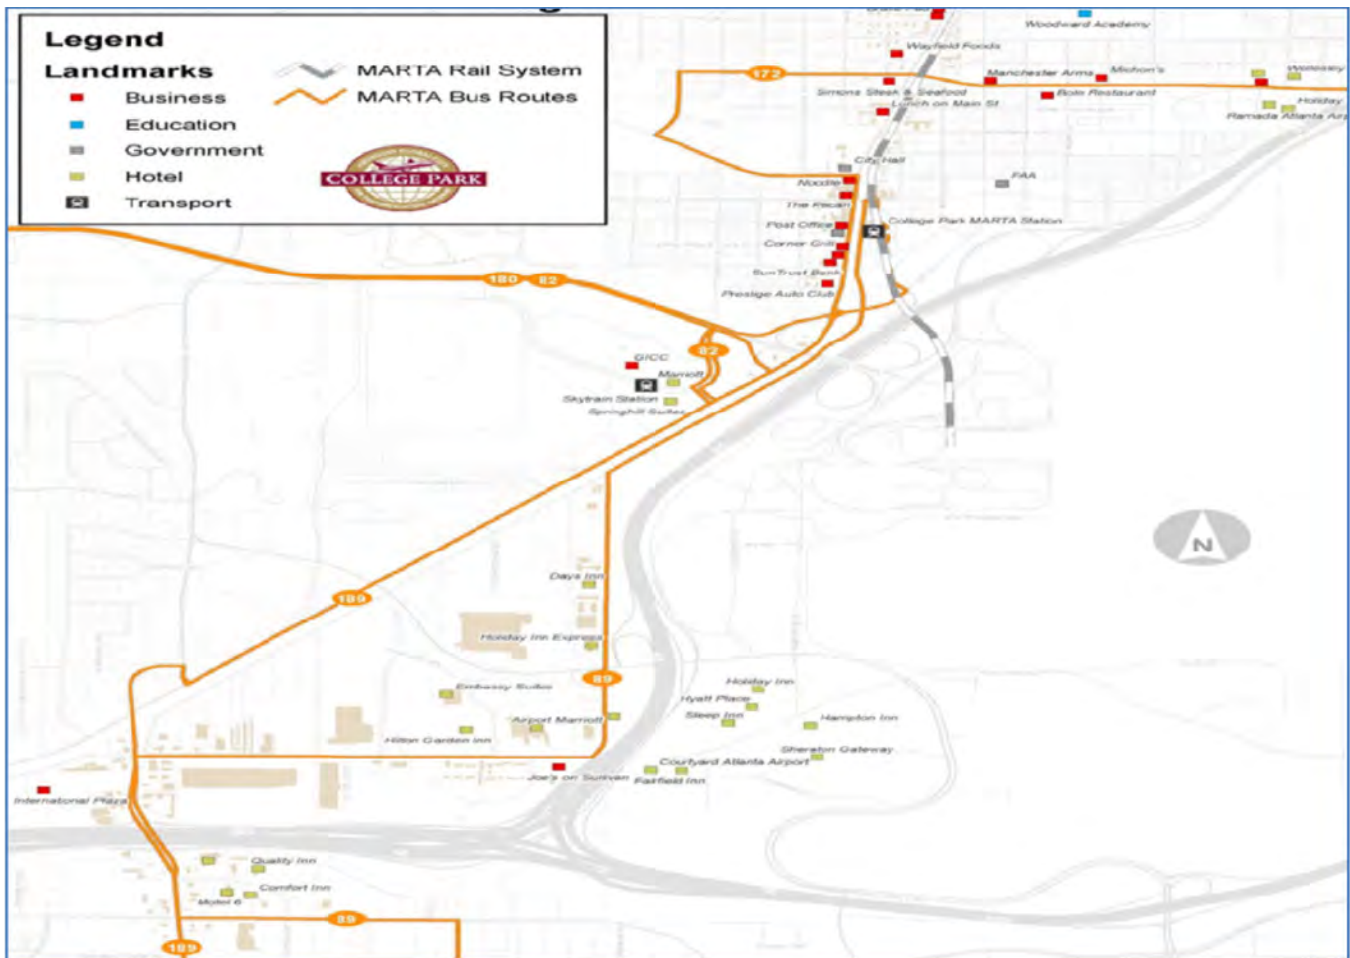 Legend
Landmarks
MARTA Rail System
Business
MARTA Bus Routes
Education
Government
Hotel
COLLEGE PARK
Transport
Woodward Academy
Wayfield Foods
172
Manchester Arms
Michon's
Wellesley
Simons Steak & Seafood
Bole Restaurant
Lunch on Main St
Holiday
Ramada Atlanta Airp
City Hall
FAA
Noodle
The Pecan
Post Office
College Park MARTA Station
Corner Grill
SunTrust Bank
180
82
Prestige Auto Club
82
GICC
Marriott
Skytrain Station
Springhill Suites
N
Days Inn
189
Holiday Inn Express
89
Embassy Suites
Holiday Inn
Hyatt Place
Sleep Inn
Airport Marriott
Hampton Inn
Hilton Garden Inn
Sheraton Gateway
Courtyard Atlanta Airport
Joe's on Sullivan
Fairfield Inn
International Plaza
Quality Inn
Comfort Inn
Motel 6
89
189